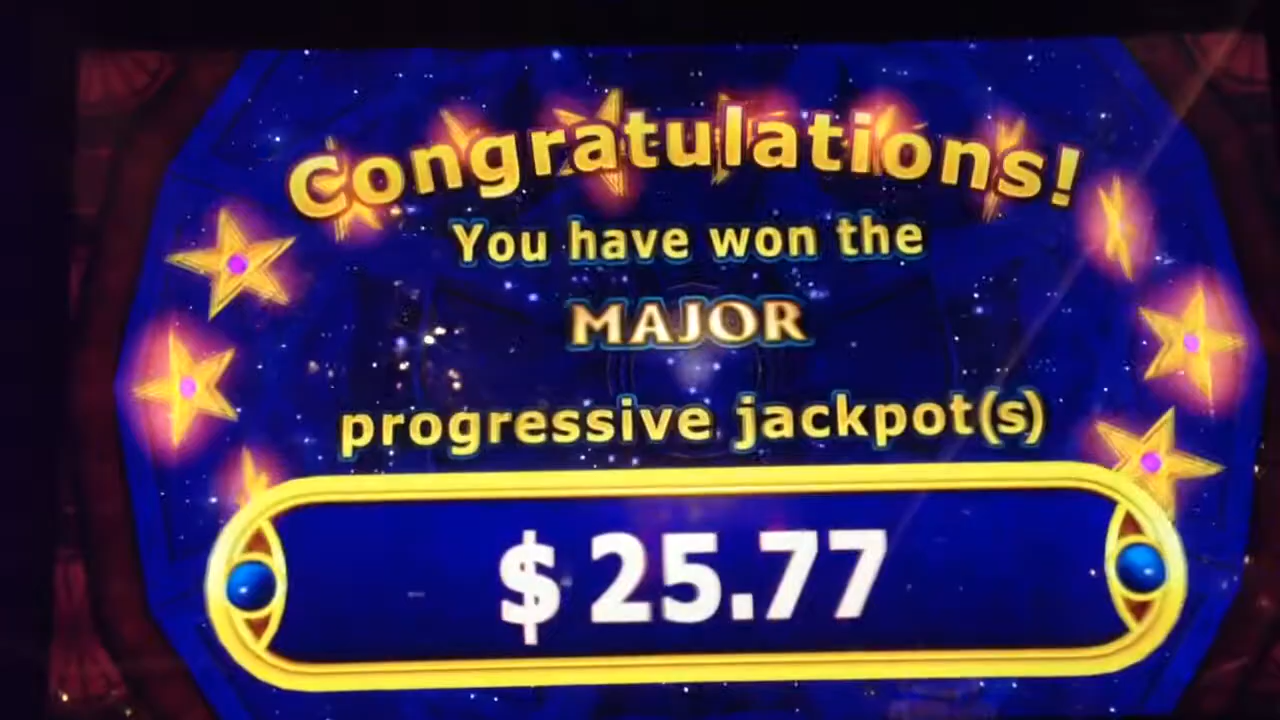 Congratulations!
You have won the
MAJOR
progressive jackpot(s)
$25.77